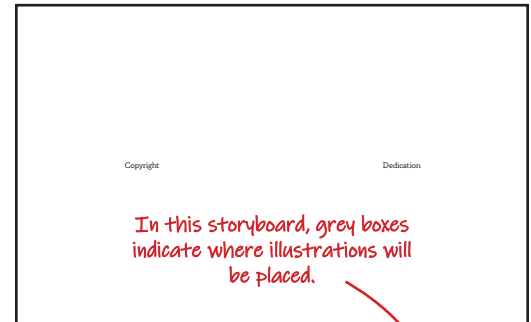 Copyright
Dedication
In this storyboard, grey boxes
indicate where illustrations will
be placed.